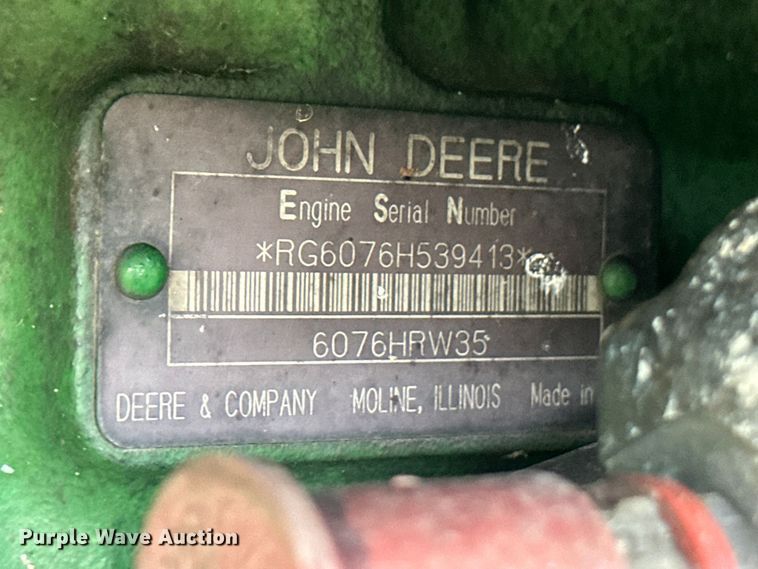 JOHN DEERE
Engine Serial Number
*RG6076H539413*
6076HRW35
DEERE & COMPANY MOLINE, ILLINOIS Made in
Purple Wave Auction